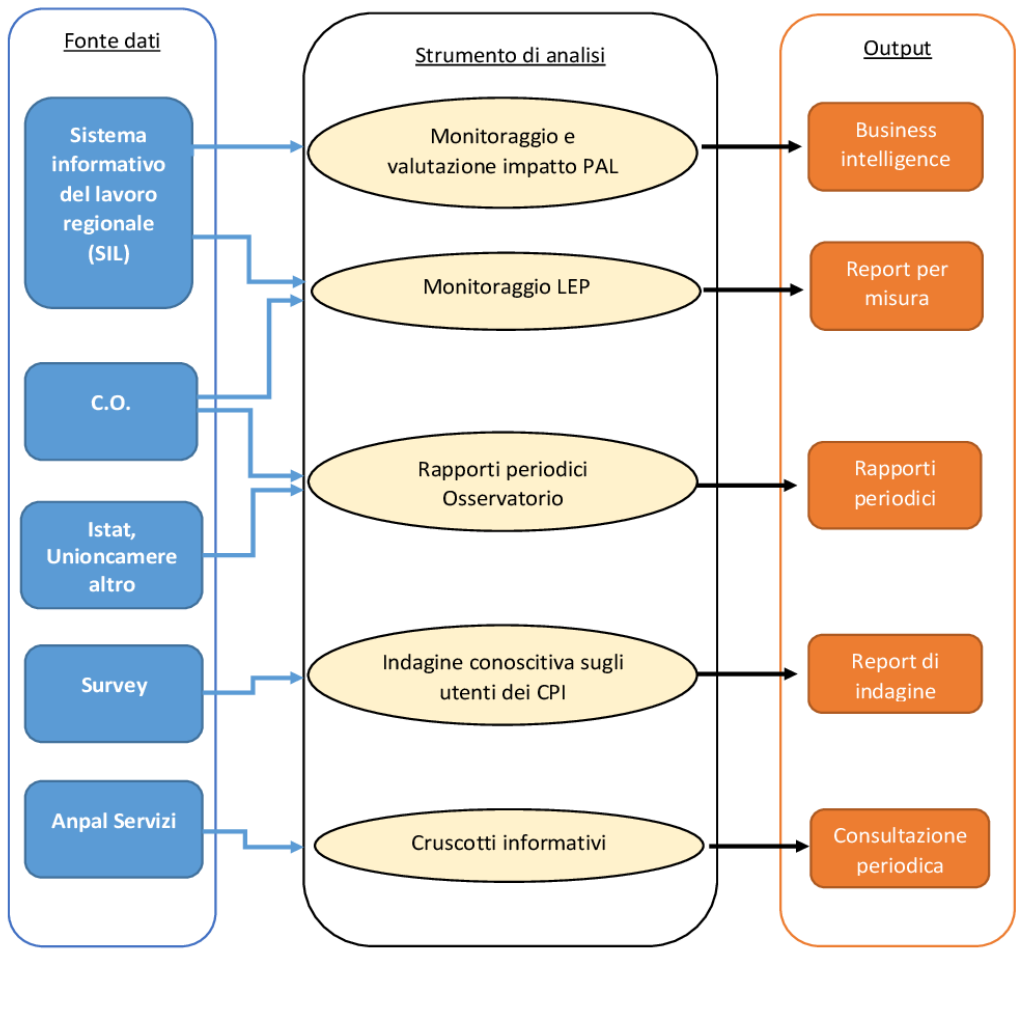 Fonte dati
Sistema
informativo
del lavoro
regionale
(SIL)
C.O.
Istat,
Unioncamere
altro
Survey
Anpal Servizi
Strumento di analisi
Monitoraggio e
valutazione impatto PAL
Monitoraggio LEP
Rapporti periodici
Osservatorio
Indagine conoscitiva sugli
utenti dei CPI
Cruscotti informativi
Output
Business
intelligence
Report per
misura
Rapporti
periodici
Report di
indagine
Consultazione
periodica